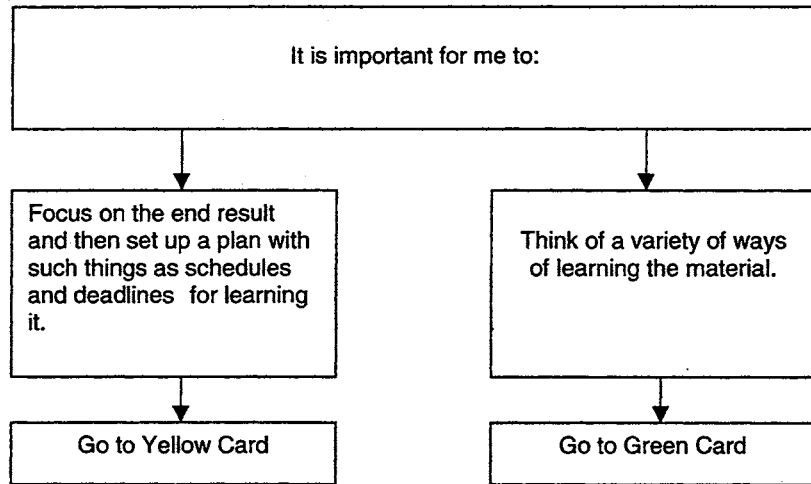 It is important for me to:
Focus on the end result
and then set up a plan with
such things as schedules
and deadlines for learning
it.
Think of a variety of ways
of learning the material.
Go to Yellow Card
Go to Green Card